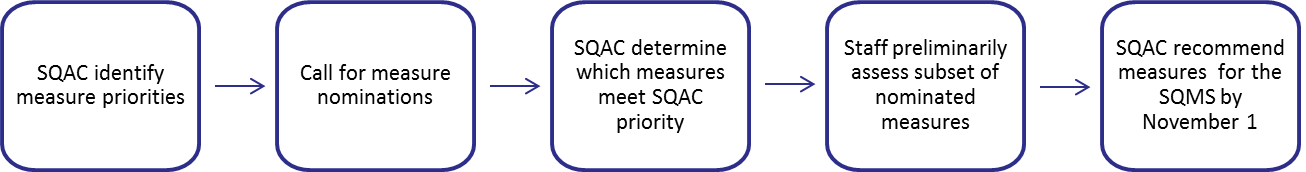 SQAC identify
measure priorities
Call for measure
nominations
SQAC determine
which measures
meet SQAC
priority
Staff preliminarily
assess subset of
nominated
measures
SQAC recommend
measures  for the
SQMS by
November 1